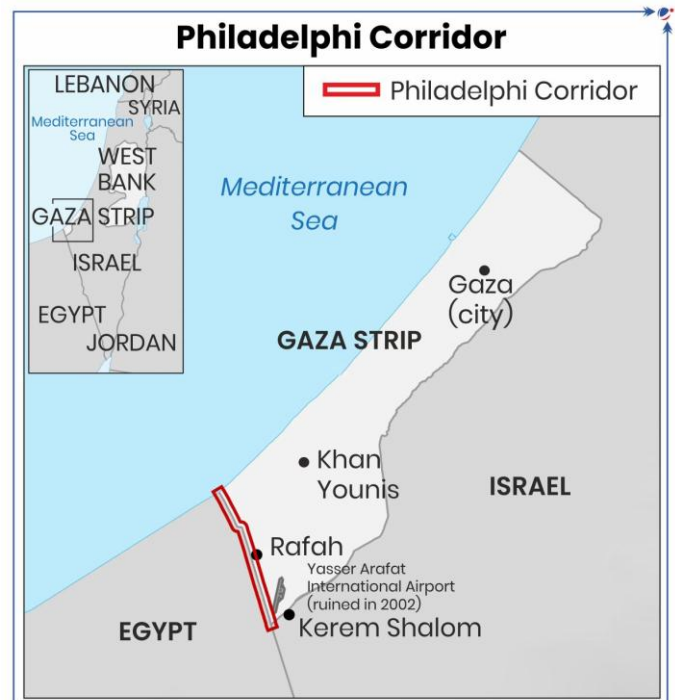 Philadelphi Corridor
Philadelphi Corridor
LEBANON
SYRIA
Mediterranean
Sea
WEST
BANK
GAZA STRIP
ISRAEL
EGYPT
JORDAN
Mediterranean
Sea
Gaza
(city)
GAZA STRIP
Khan
Younis
ISRAEL
Rafah
Yasser Arafat
International Airport
(ruined in 2002)
Kerem Shalom
EGYPT